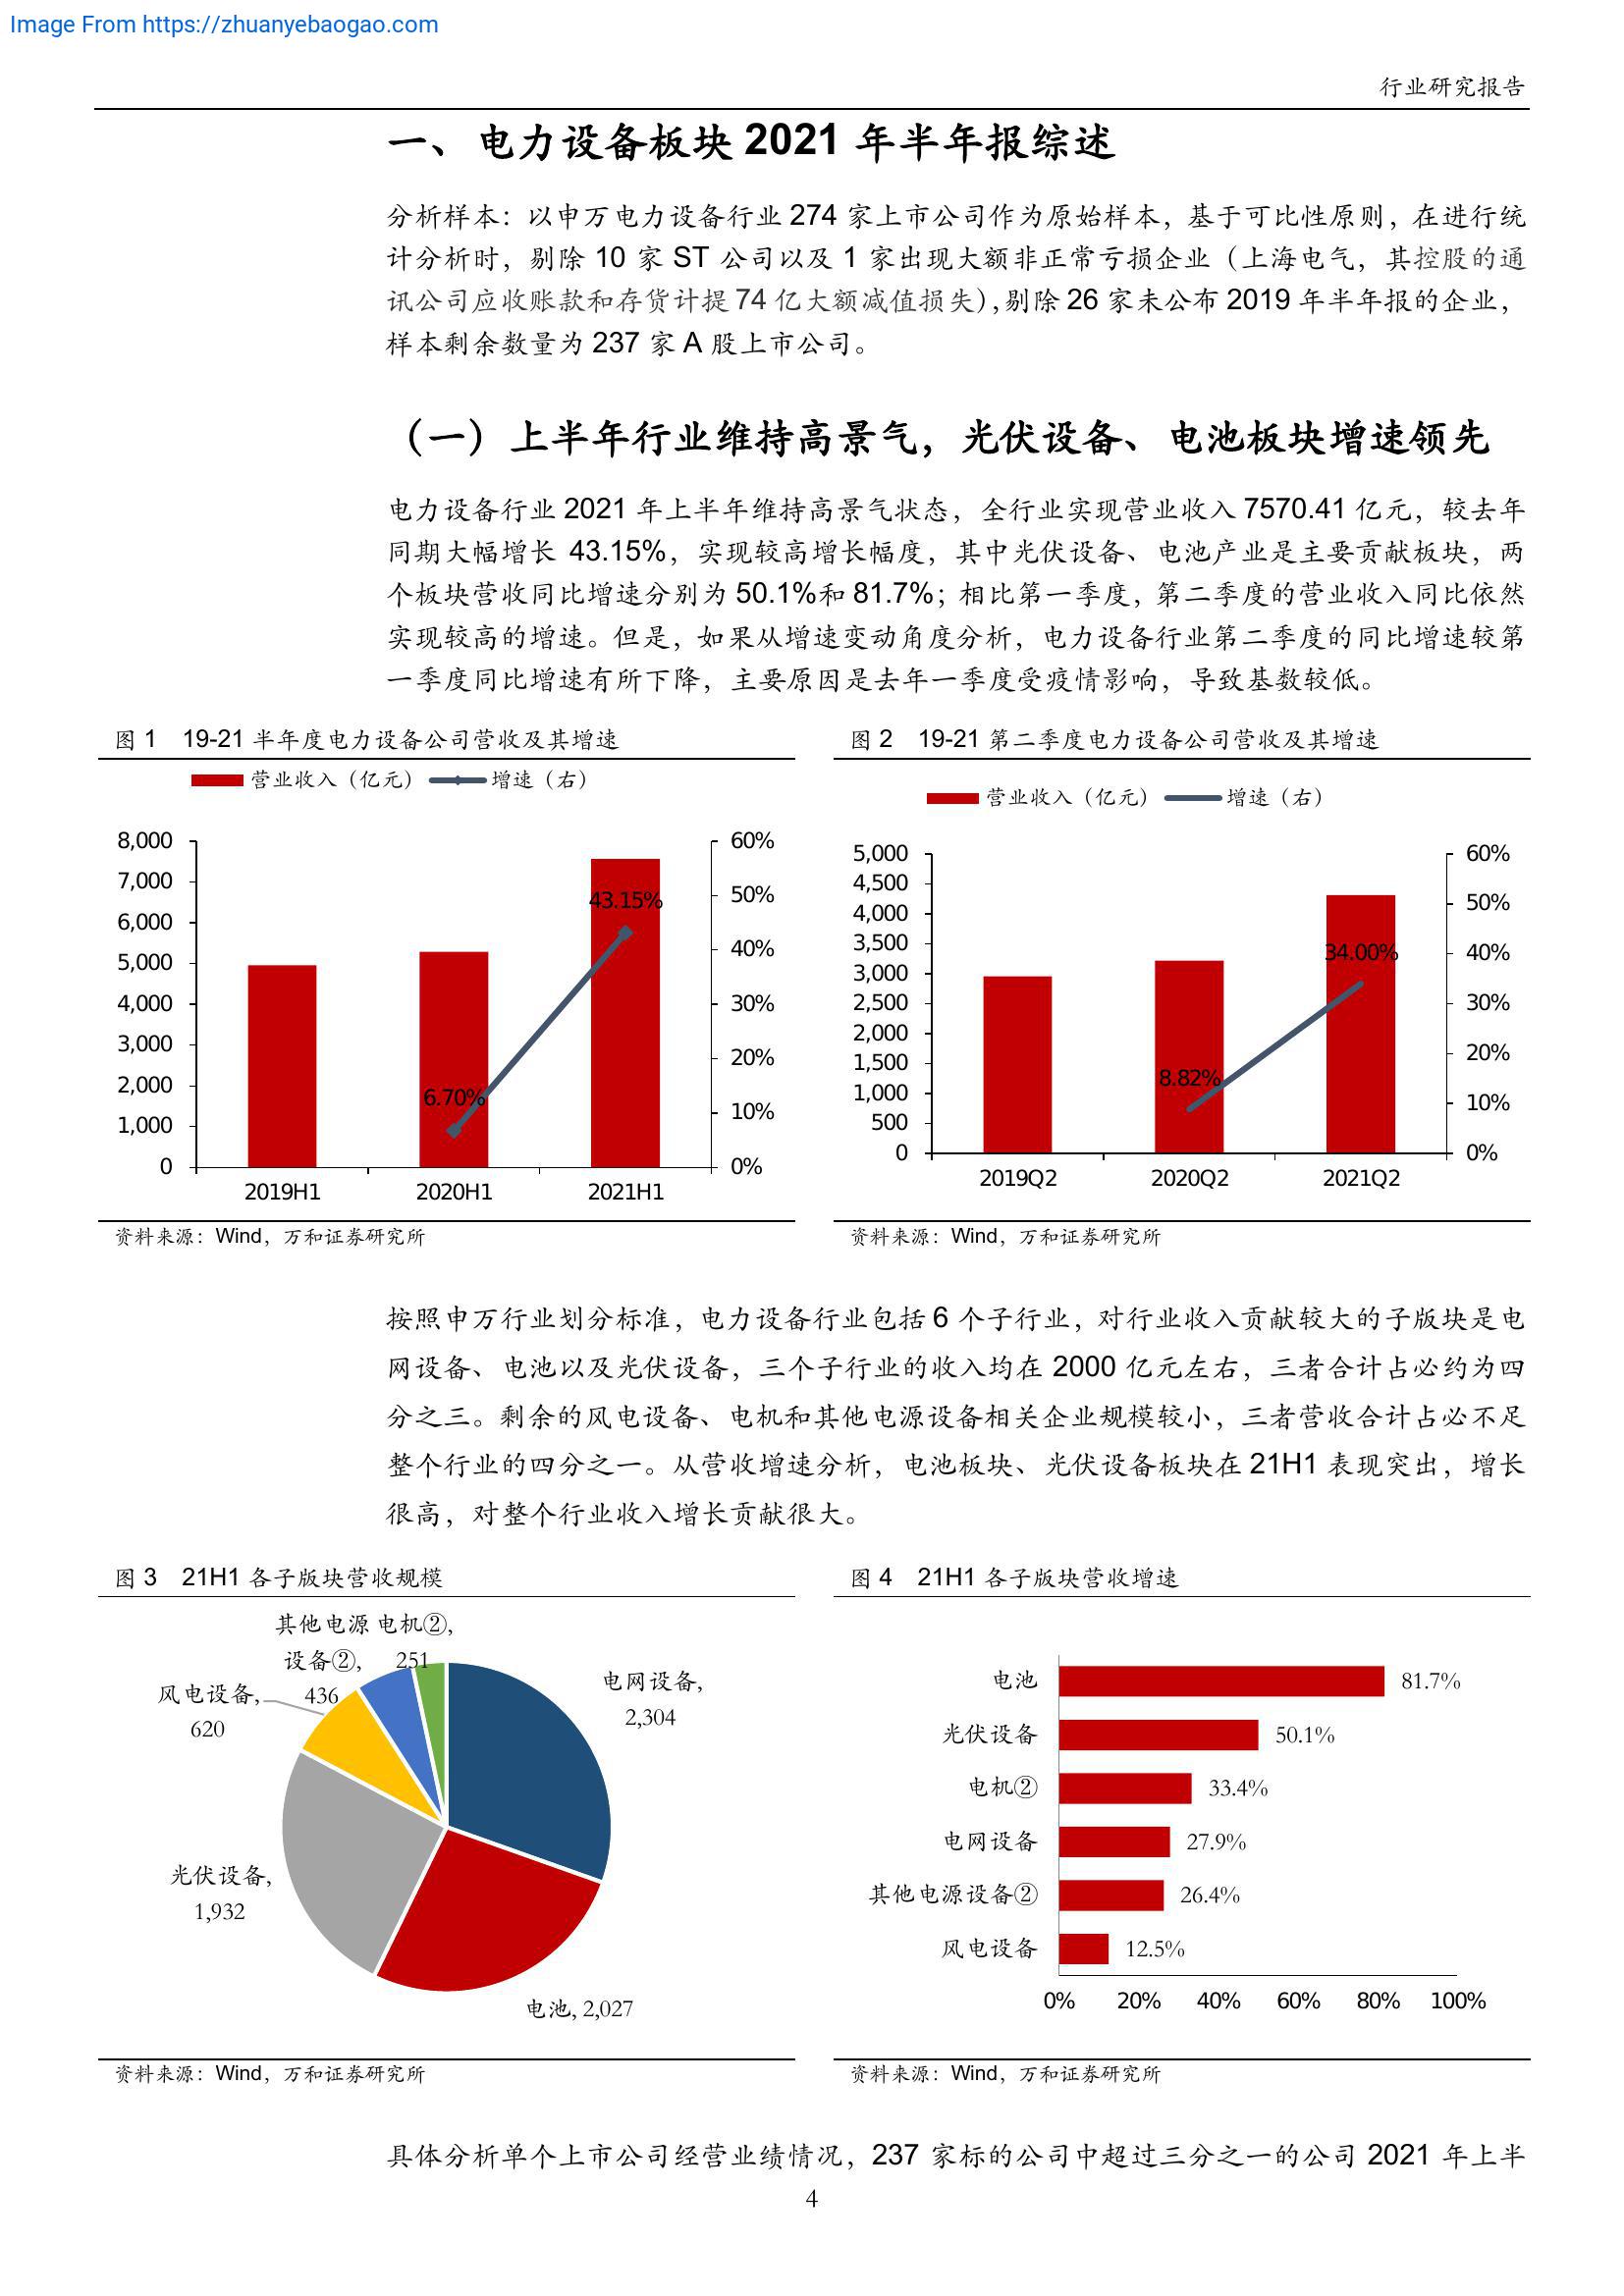 Image From https://zhuanyebaogao.com
行业研究报告
一、 电力设备板块 2021 年半年报综述
分析样本：以申万电力设备行业 274 家上市公司作为原始样本，基于可比性原则，在进行统
计分析时，剔除 10 家 ST 公司以及 1 家出现大额非正常亏损企业（上海电气，其控股的通
讯公司应收账款和存货计提 74 亿大额减值损失），剔除 26 家未公布 2019 年半年报的企业，
样本剩余数量为 237 家 A 股上市公司。
（一）上半年行业维持高景气，光伏设备、电池板块增速领先
电力设备行业 2021 年上半年维持高景气状态，全行业实现营业收入 7570.41 亿元，较去年
同期大幅增长 43.15%，实现较高增长幅度，其中光伏设备、电池产业是主要贡献板块，两
个板块营收同比增速分别为 50.1%和 81.7%；相比第一季度，第二季度的营业收入同比依然
实现较高的增速。但是，如果从增速变动角度分析，电力设备行业第二季度的同比增速较第
一季度同比增速有所下降，主要原因是去年一季度受疫情影响，导致基数较低。
图 1 19-21 半年度电力设备公司营收及其增速
营业收入（亿元） 增速（右）
8,000
7,000
6,000
5,000
4,000
3,000
2,000
1,000
0
60%
50%
40%
30%
20%
10%
0%
6.70%
43.15%
2019H1 2020H1 2021H1
资料来源：Wind，万和证券研究所
图 2 19-21 第二季度电力设备公司营收及其增速
营业收入（亿元） 增速（右）
5,000
4,500
4,000
3,500
3,000
2,500
2,000
1,500
1,000
500
0
60%
50%
40%
30%
20%
10%
0%
8.82%
34.00%
2019Q2 2020Q2 2021Q2
资料来源：Wind，万和证券研究所
按照申万行业划分标准，电力设备行业包括 6 个子行业，对行业收入贡献较大的子版块是电
网设备、电池以及光伏设备，三个子行业的收入均在 2000 亿元左右，三者合计占必约为四
分之三。剩余的风电设备、电机和其他电源设备相关企业规模较小，三者营收合计占必不足
整个行业的四分之一。从营收增速分析，电池板块、光伏设备板块在 21H1 表现突出，增长
很高，对整个行业收入增长贡献很大。
图 3 21H1 各子版块营收规模
其他电源
设备②,
436
电机②,
251
风电设备,
620
电网设备,
2,304
光伏设备,
1,932
电池, 2,027
资料来源：Wind，万和证券研究所
图 4 21H1 各子版块营收增速
电池 81.7%
光伏设备 50.1%
电机② 33.4%
电网设备 27.9%
其他电源设备② 26.4%
风电设备 12.5%
0% 20% 40% 60% 80% 100%
资料来源：Wind，万和证券研究所
具体分析单个上市公司经营业绩情况，237 家标的公司中超过三分之一的公司 2021 年上半
4